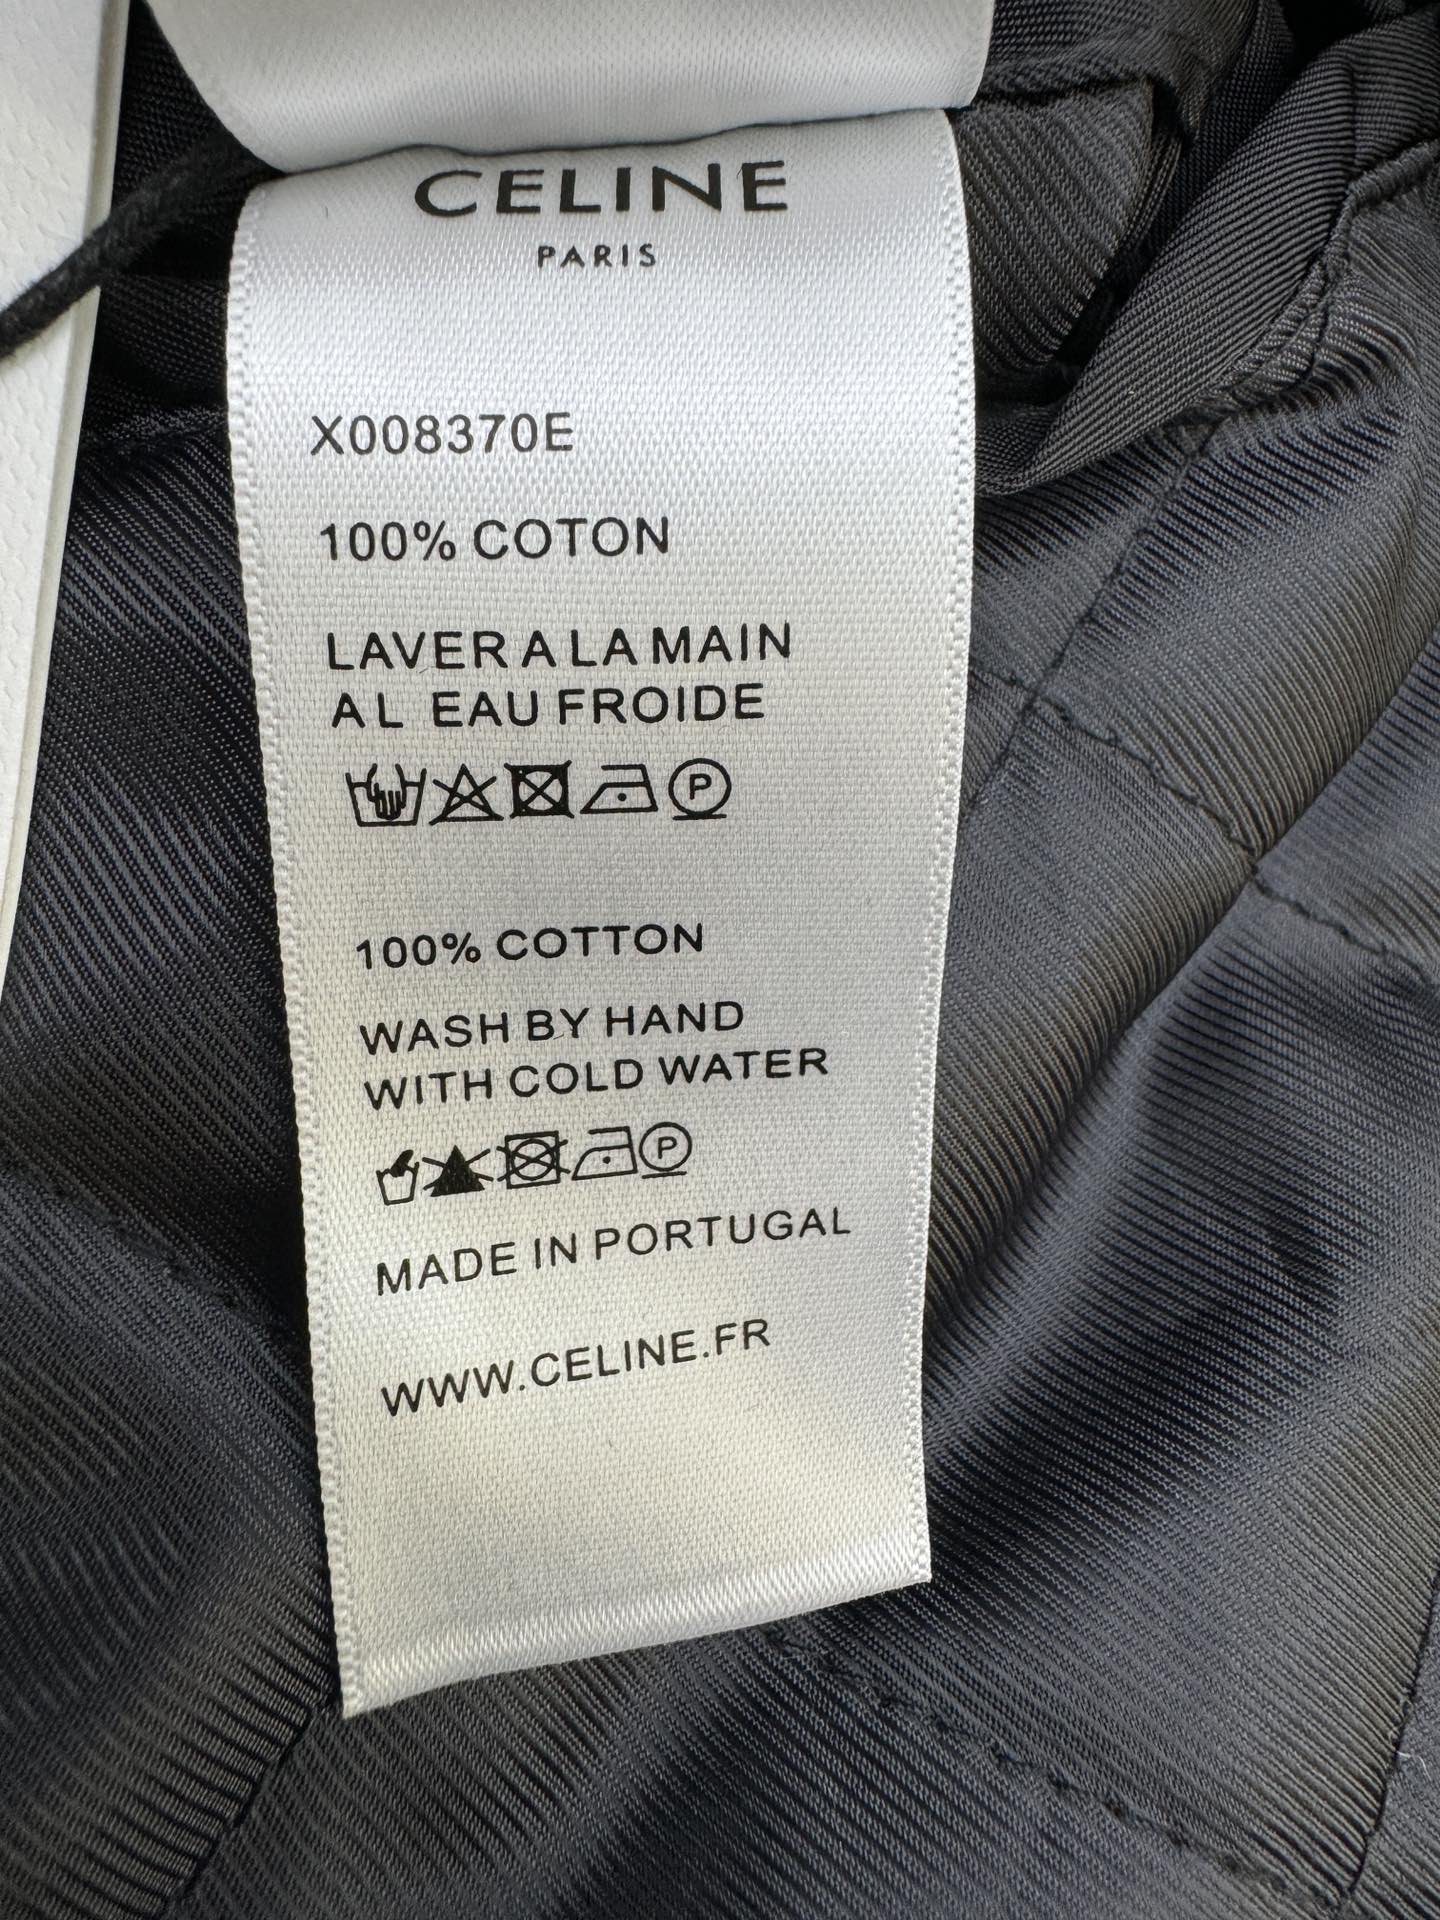 CELINE
PARIS
X008370E
100% COTON
LAVER A LA MAIN
A L EAU FROIDE
P
100% COTTON
WASH BY HAND
WITH COLD WATER
P
MADE IN PORTUGAL
WWW.CELINE.FR